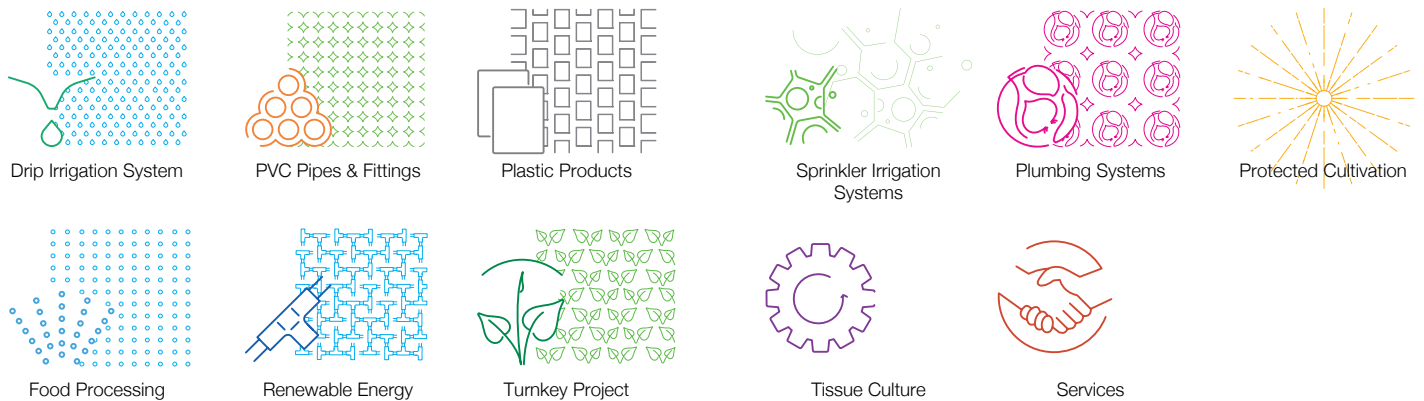 Drip Irrigation System
PVC Pipes & Fittings
Plastic Products
Sprinkler Irrigation
Systems
Plumbing Systems
Protected Cultivation
Food Processing
Renewable Energy
Turnkey Project
Tissue Culture
Services